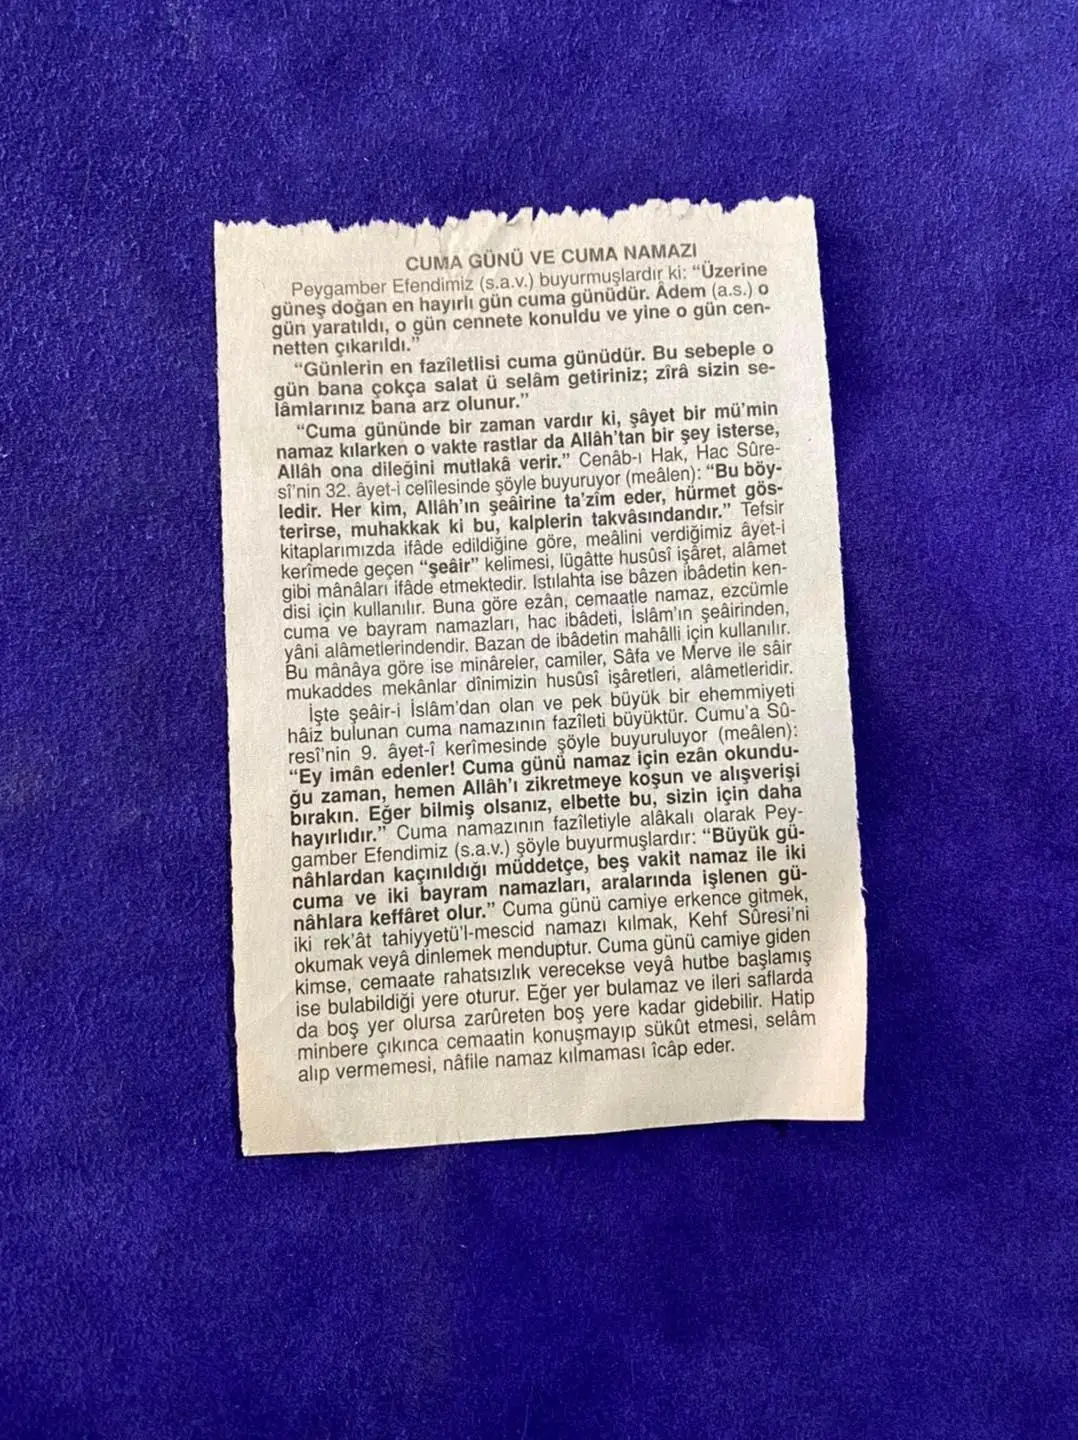 CUMA GÜNÜ VE CUMA NAMAZI
Peygamber Efendimiz (s.a.v.) buyurmuşlardır ki: “Üzerine
güneş doğan en hayırlı gün cuma günüdür. Âdem (a.s.) o
gün yaratıldı, o gün cennete konuldu ve yine o gün cen-
netten çıkarıldı.”
“Günlerin en fazîletlisi cuma günüdür. Bu sebeple o
gün bana çokça salat ü selâm getiriniz; zîrâ sizin se-
lâmlarınız bana arz olunur.”
“Cuma gününde bir zaman vardır ki, şâyet bir mü’min
namaz kılarken o vakte rastlar da Allâh’tan bir şey isterse,
Allâh ona dileğini mutlakâ verir.” Cenâb-ı Hak, Hac Sûre-
sî’nin 32. âyet-i celîlesinde şöyle buyuruyor (meâlen): “Bu böy-
ledir. Her kim, Allâh’ın şeâirine ta’zîm eder, hürmet gös-
terirse, muhakkak ki bu, kalplerin takvâsındandır.” Tefsir
kitaplarımızda ifâde edildiğine göre, meâlini verdiğimiz âyet-i
kerîmede geçen “şeâir” kelimesi, lügâtte husûsî işâret, alâmet
gibi mânâları ifâde etmektedir. Istılahta ise bâzen ibâdetin ken-
disi için kullanılır. Buna göre ezân, cemaatle namaz, ezcümle
cuma ve bayram namazları, hac ibâdeti, İslâm’ın şeâirinden,
yâni alâmetlerindendir. Bazan de ibâdetin mahâlli için kullanılır.
Bu mânâya göre ise minâreler, camiler, Sâfa ve Merve ile sâir
mukaddes mekânlar dînimizin husûsî işâretleri, alâmetleridir.
İşte şeâir-i İslâm’dan olan ve pek büyük bir ehemmiyeti
hâiz bulunan cuma namazının fazîleti büyüktür. Cumu’a Sû-
resî’nin 9. âyet-î kerîmesinde şöyle buyuruluyor (meâlen):
“Ey imân edenler! Cuma günü namaz için ezân okundu-
ğu zaman, hemen Allâh’ı zikretmeye koşun ve alışverişi
bırakın. Eğer bilmiş olsanız, elbette bu, sizin için daha
hayırlıdır.” Cuma namazının fazîletiyle alâkalı olarak Pey-
gamber Efendimiz (s.a.v.) şöyle buyurmuşlardır: “Büyük gü-
nâhlardan kaçınıldığı müddetçe, beş vakit namaz ile iki
cuma ve iki bayram namazları, aralarında işlenen gü-
nâhlara keffâret olur.” Cuma günü camiye erkence gitmek,
iki rek’ât tahiyyetü’l-mescid namazı kılmak, Kehf Sûresi’ni
okumak veyâ dinlemek menduptur. Cuma günü camiye giden
kimse, cemaate rahatsızlık verecekse veyâ hutbe başlamış
ise bulabildiği yere oturur. Eğer yer bulamaz ve ileri saflarda
da boş yer olursa zarûreten boş yere kadar gidebilir. Hatip
minbere çıkınca cemaatin konuşmayıp sükût etmesi, selâm
alıp vermemesi, nâfile namaz kılmaması îcâp eder.